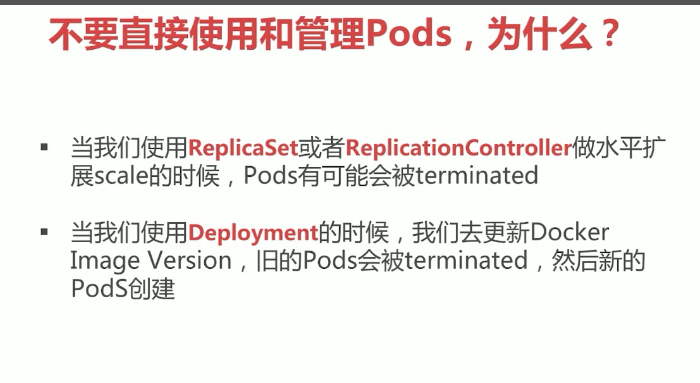 不要直接使用和管理Pods，为什么？
▪ 当我们使用ReplicaSet或者ReplicationController做水平扩
展scale的时候，Pods有可能会被terminated
▪ 当我们使用Deployment的时候，我们去更新Docker
Image Version，旧的Pods会被terminated，然后新的
PodS创建